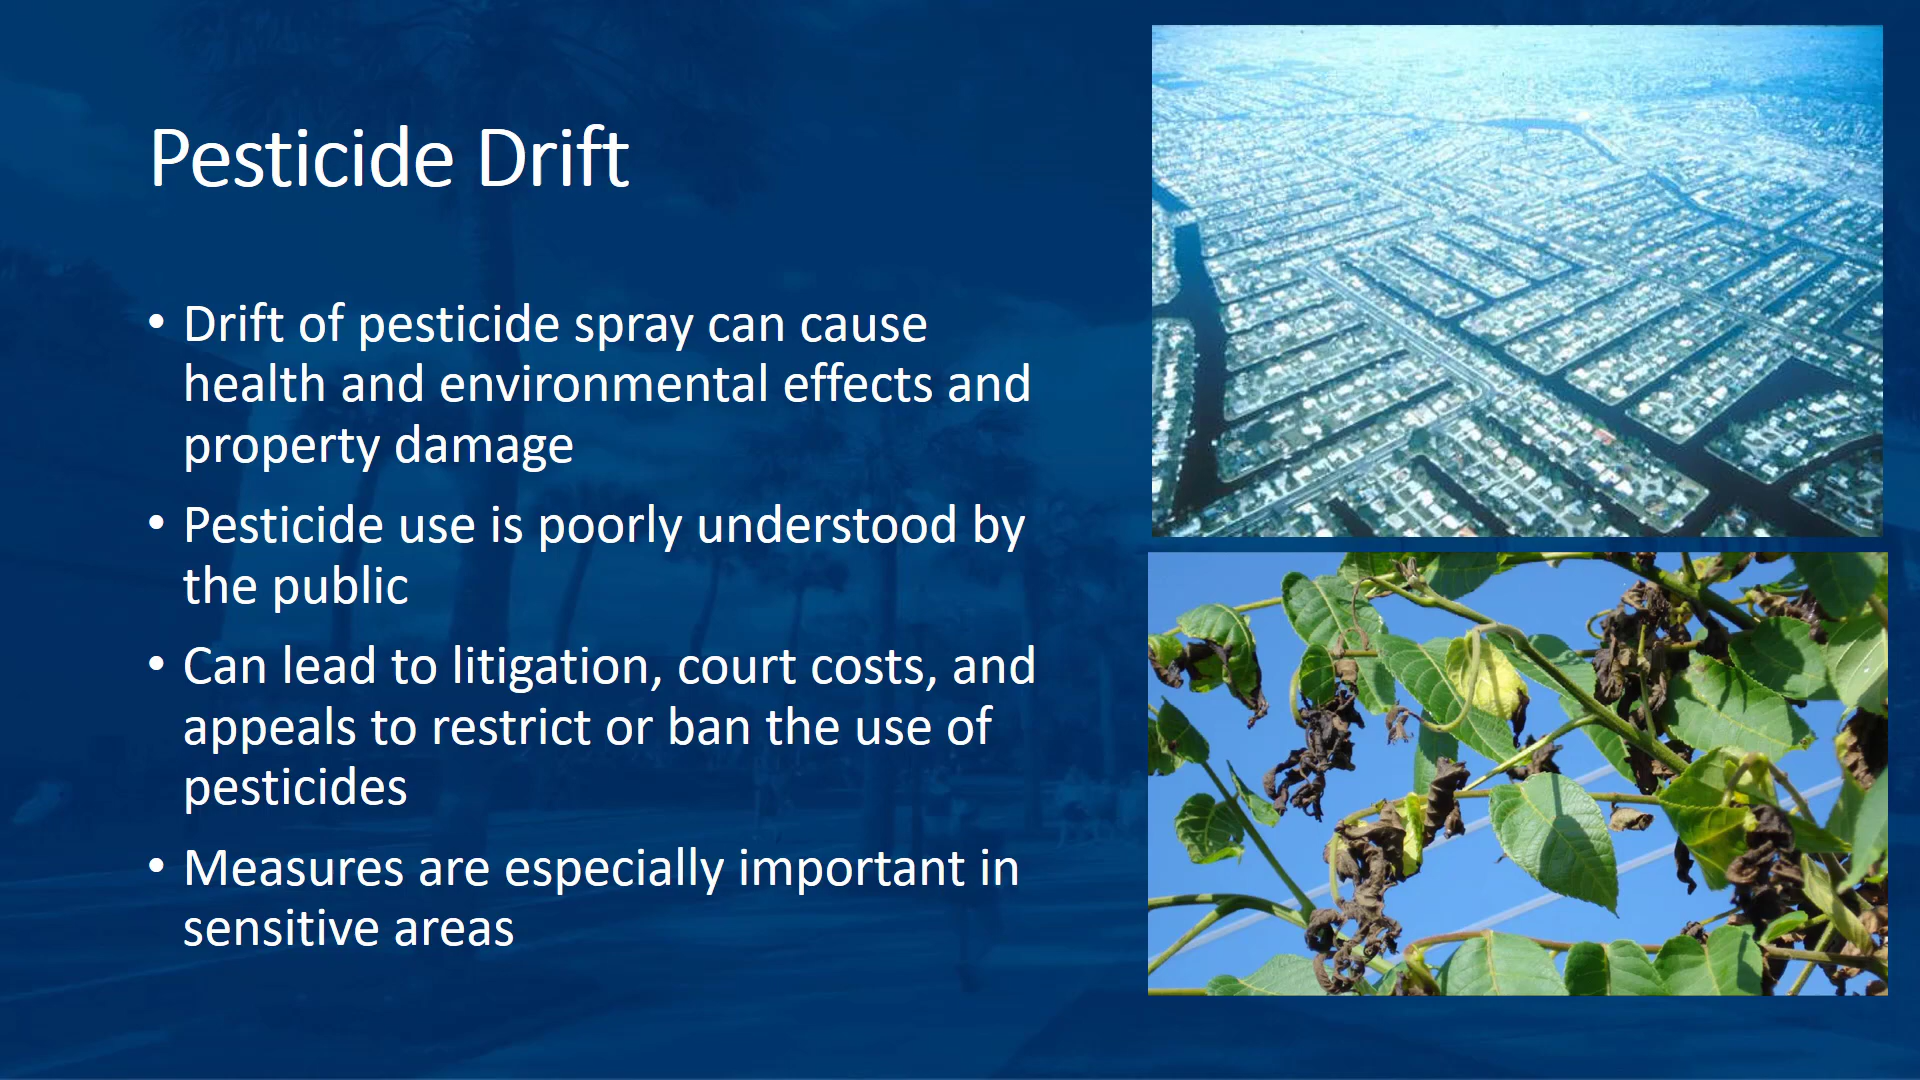 Pesticide Drift
• Drift of pesticide spray can cause
health and environmental effects and
property damage
• Pesticide use is poorly understood by
the public
• Can lead to litigation, court costs, and
appeals to restrict or ban the use of
pesticides
• Measures are especially important in
sensitive areas